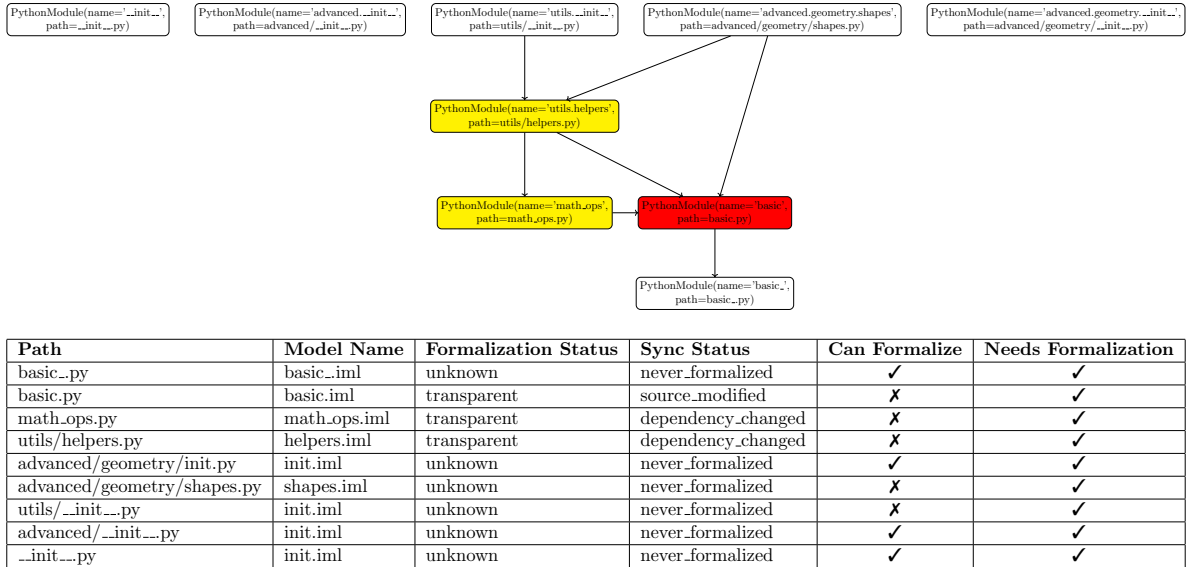 PythonModule(name='__init__',
path=__init__.py)
PythonModule(name='advanced.__init__',
path=advanced/__init__.py)
PythonModule(name='utils.__init__',
path=utils/__init__.py)
PythonModule(name='advanced.geometry.shapes',
path=advanced/geometry/shapes.py)
PythonModule(name='advanced.geometry.__init__',
path=advanced/geometry/__init__.py)
PythonModule(name='utils.helpers',
path=utils/helpers.py)
PythonModule(name='math_ops',
path=math_ops.py)
PythonModule(name='basic',
path=basic.py)
PythonModule(name='basic_',
path=basic_.py)
Path Model Name Formalization Status Sync Status Can Formalize Needs Formalization
basic_.py basic_.iml unknown never_formalized ✓ ✓
basic.py basic.iml transparent source_modified ✗ ✓
math_ops.py math_ops.iml transparent dependency_changed ✗ ✓
utils/helpers.py helpers.iml transparent dependency_changed ✗ ✓
advanced/geometry/init.py init.iml unknown never_formalized ✓ ✓
advanced/geometry/shapes.py shapes.iml unknown never_formalized ✗ ✓
utils/__init__.py init.iml unknown never_formalized ✗ ✓
advanced/__init__.py init.iml unknown never_formalized ✓ ✓
__init__.py init.iml unknown never_formalized ✓ ✓